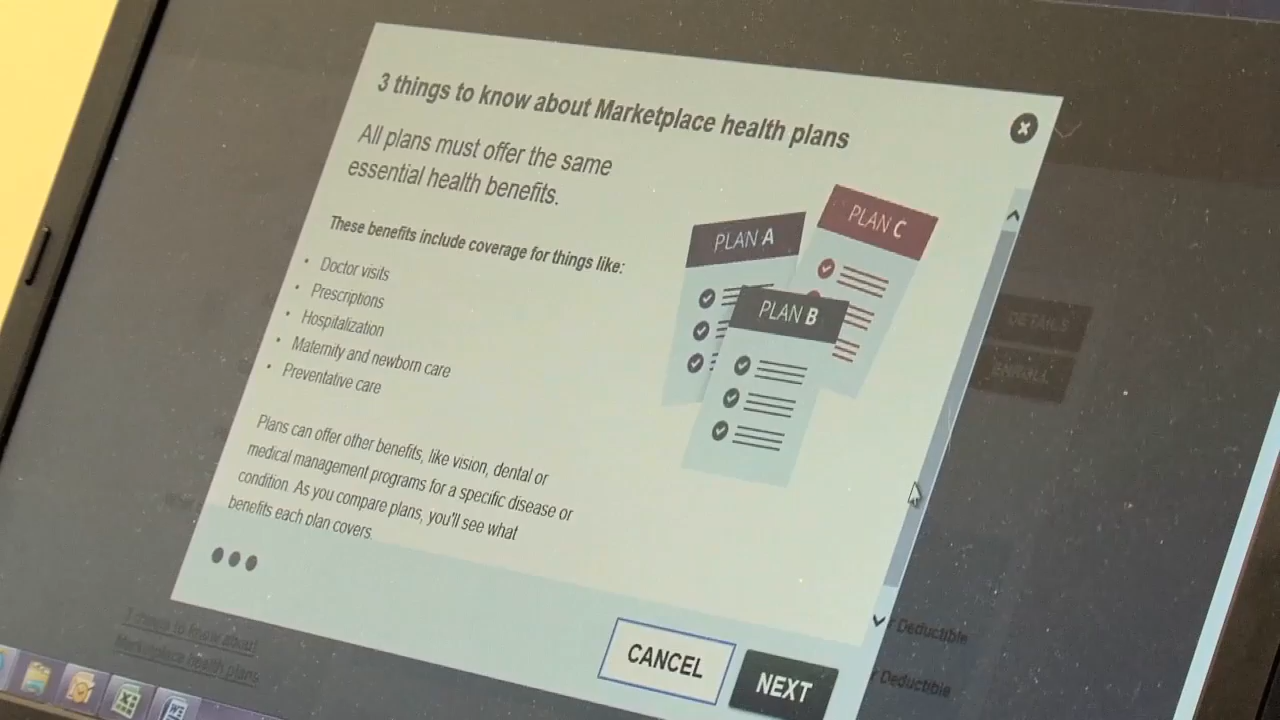 3 things to know about Marketplace health plans
All plans must offer the same
essential health benefits.
These benefits include coverage for things like:
• Doctor visits
• Prescriptions
• Hospitalization
• Maternity and newborn care
• Preventative care
Plans can offer other benefits, like vision, dental or
medical management programs for a specific disease or
condition. As you compare plans, you'll see what
benefits each plan covers.
PLAN A
PLAN C
PLAN B
DETAILS
ENROLL
3 things to know about
Marketplace health plans
Deductible
Deductible
CANCEL
NEXT